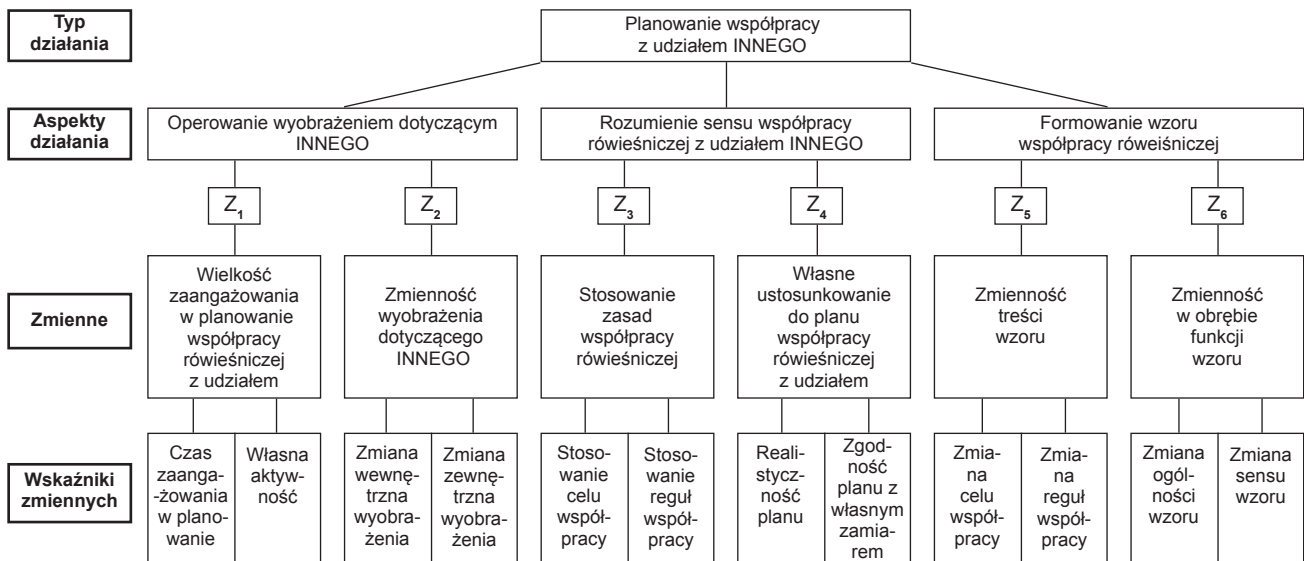 Typ
działania
Planowanie współpracy
z udziałem INNEGO
Aspekty
działania
Operowanie wyobrażeniem dotyczącym
INNEGO
Rozumienie sensu współpracy
rówieśniczej z udziałem INNEGO
Formowanie wzoru
współpracy róweiśniczej
Z1
Z2
Z3
Z4
Z5
Z6
Zmienne
Wielkość
zaangażowania
w planowanie
współpracy
rówieśniczej
z udziałem
Zmienność
wyobrażenia
dotyczącego
INNEGO
Stosowanie
zasad
współpracy
rówieśniczej
Własne
ustosunkowanie
do planu
współpracy
rówieśniczej
z udziałem
Zmienność
treści
wzoru
Zmienność
w obrębie
funkcji
wzoru
Wskaźniki
zmiennych
Czas
zaanga-
-żowania
w plano-
wanie
Własna
aktyw-
ność
Zmiana
wewnę-
trzna
wyobra-
żenia
Zmiana
zewnę-
trzna
wyobra-
żenia
Stoso-
wanie
celu
współ-
pracy
Stoso-
wanie
reguł
współ-
pracy
Reali-
stycz-
ność
planu
Zgod-
ność
planu z
własnym
zamia-
rem
Zmia-
na
celu
współ-
pracy
Zmia-
na
reguł
współ-
pracy
Zmiana
ogól-
ności
wzoru
Zmiana
sensu
wzoru